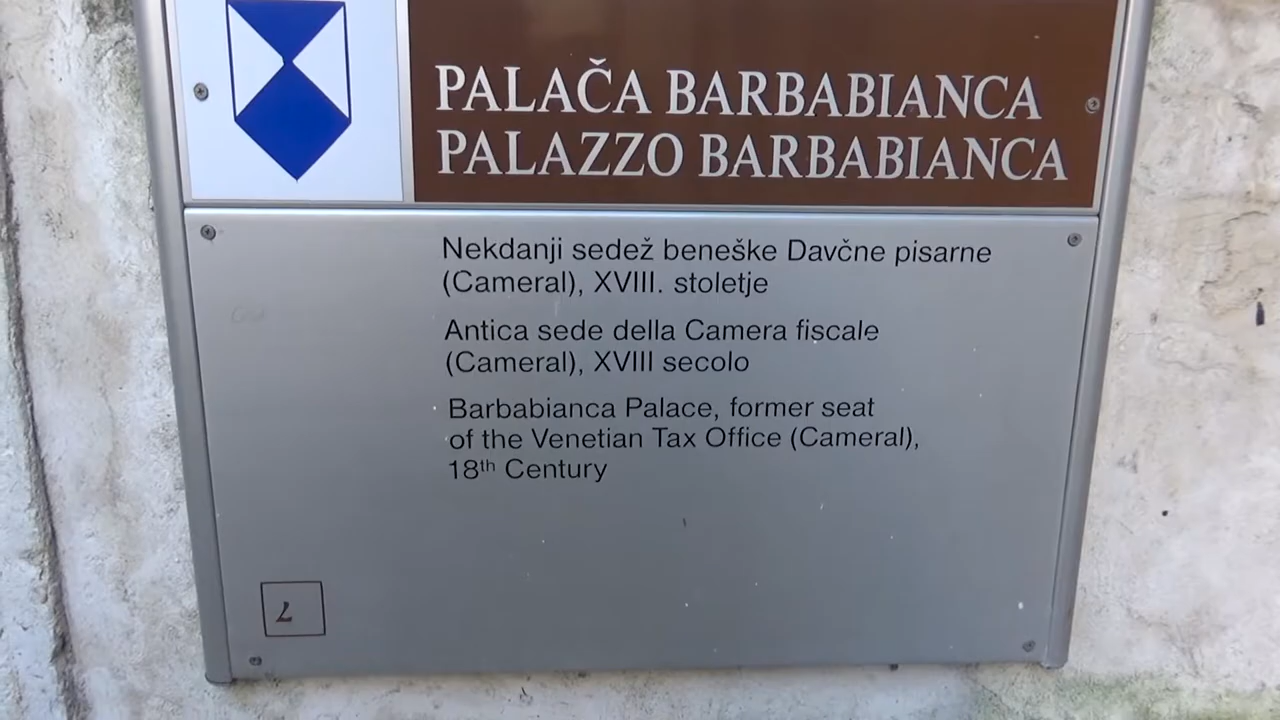 PALAČA BARBABIANCA
PALAZZO BARBABIANCA
Nekdanji sedež beneške Davčne pisarne
(Cameral), XVIII. stoletje
Antica sede della Camera fiscale
(Cameral), XVIII secolo
Barbabianca Palace, former seat
of the Venetian Tax Office (Cameral),
18th Century